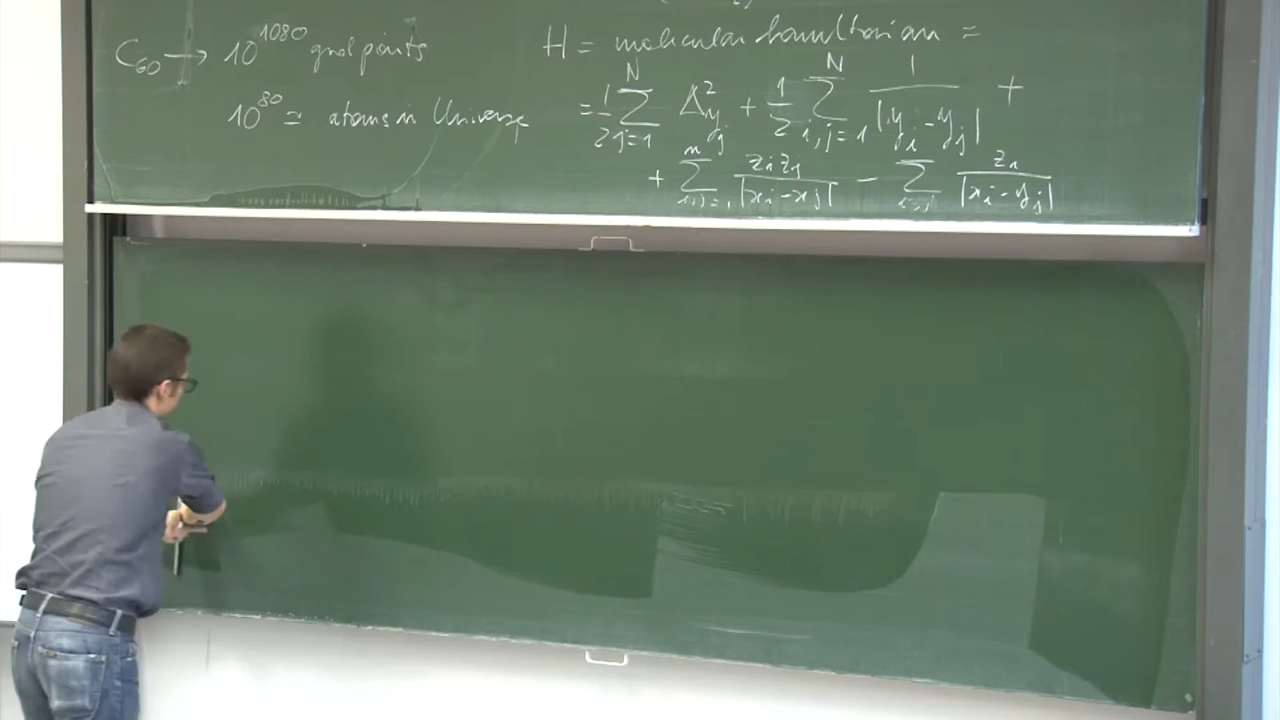 C₆₀ → 10^1080 grid points
10^80 ≃ atoms in Universe
H = molecular hamiltonian =
= 1/2 ∑_{j=1}^{N} Δ²_{y_j} + 1/2 ∑_{i,j=1}^{N} 1/|y_i - y_j| +
+ ∑_{i,j=1}^{n} z_i z_j/|x_i - x_j| - ∑_{i,j} z_i/|x_i - y_j|